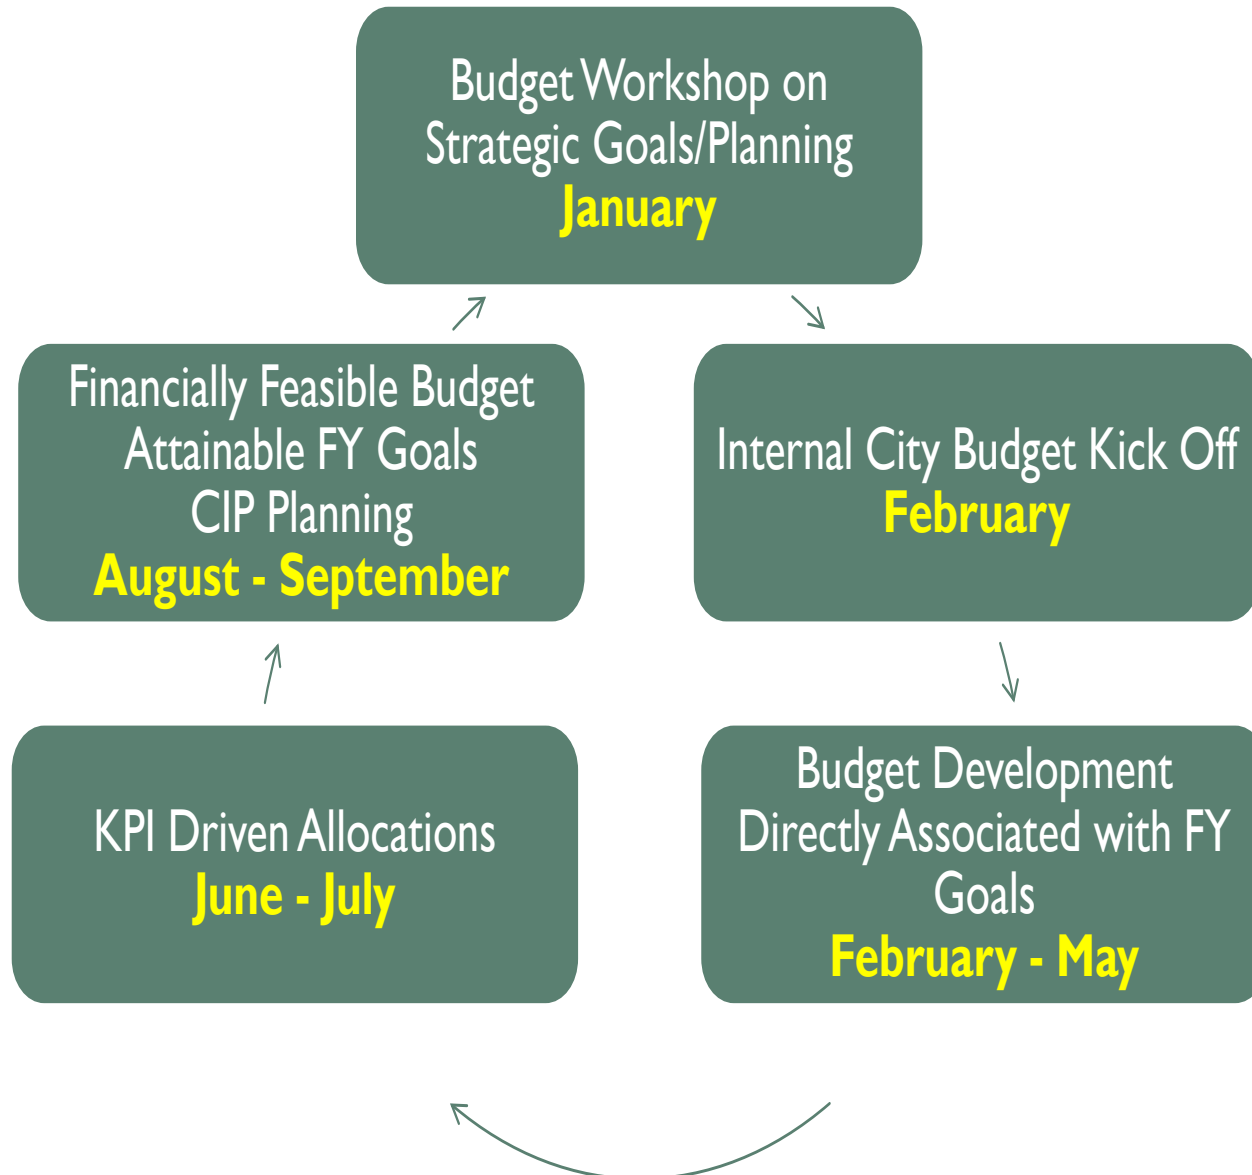 Budget Workshop on
Strategic Goals/Planning
January
Internal City Budget Kick Off
February
Budget Development
Directly Associated with FY
Goals
February - May
KPI Driven Allocations
June - July
Financially Feasible Budget
Attainable FY Goals
CIP Planning
August - September